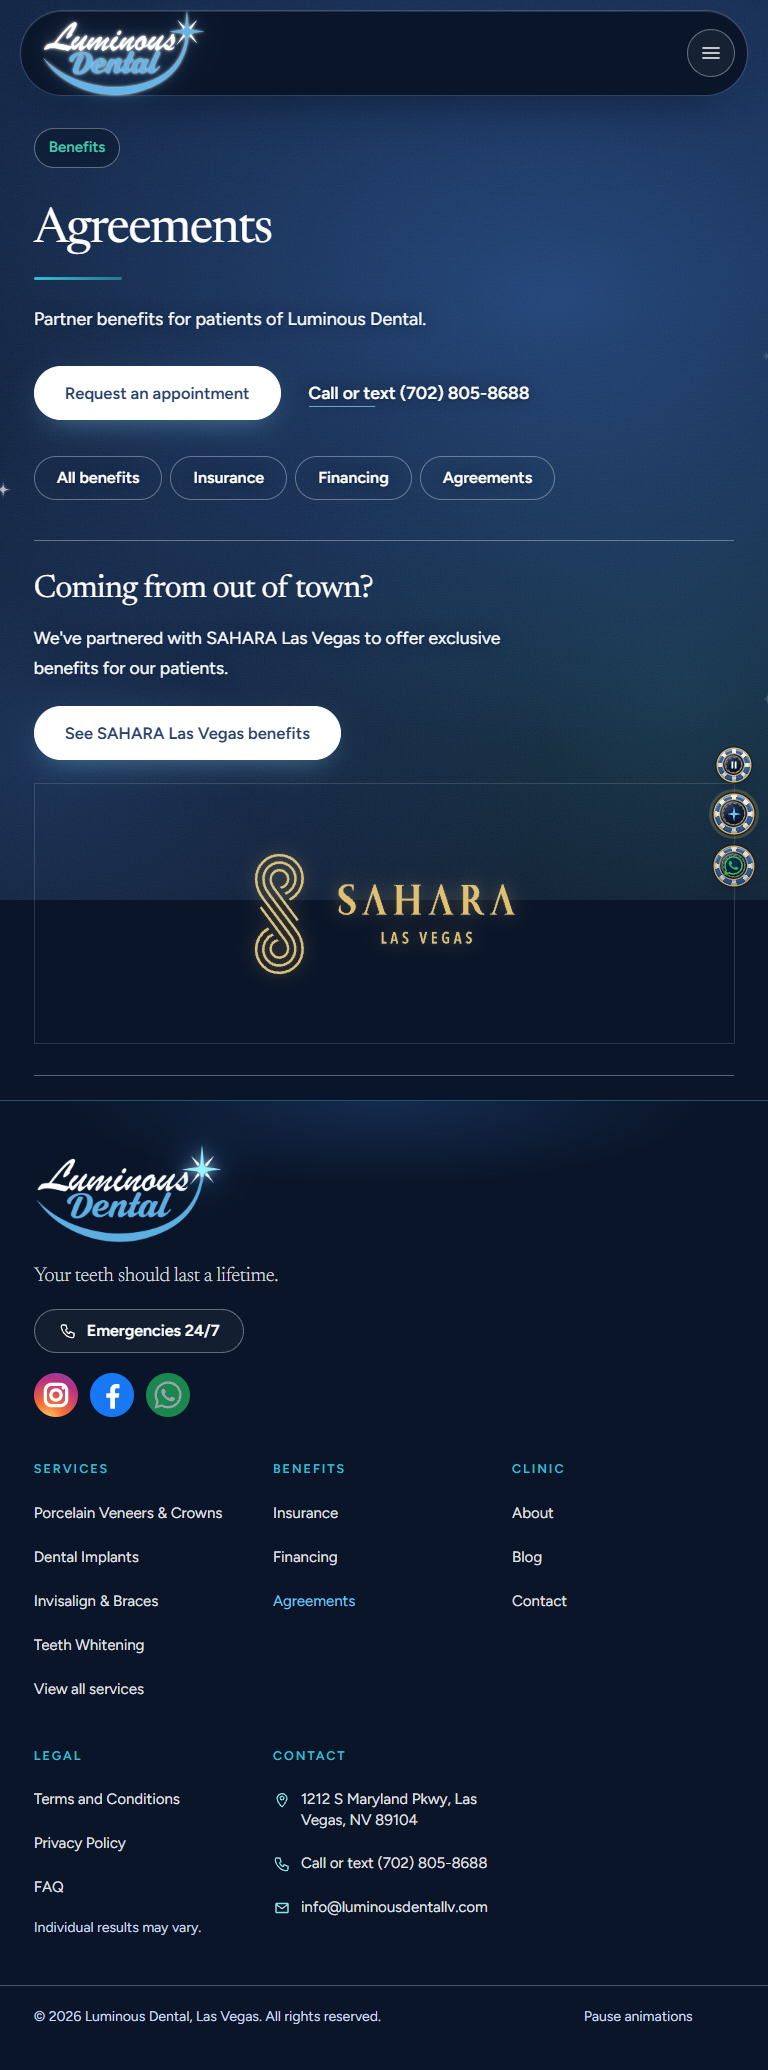 Luminous
Dental
Benefits
Agreements
Partner benefits for patients of Luminous Dental.
Request an appointment
Call or text (702) 805-8688
All benefits
Insurance
Financing
Agreements
Coming from out of town?
We've partnered with SAHARA Las Vegas to offer exclusive
benefits for our patients.
See SAHARA Las Vegas benefits
SAHARA
LAS VEGAS
Luminous
Dental
Your teeth should last a lifetime.
Emergencies 24/7
SERVICES
Porcelain Veneers & Crowns
Dental Implants
Invisalign & Braces
Teeth Whitening
View all services
BENEFITS
Insurance
Financing
Agreements
CLINIC
About
Blog
Contact
LEGAL
Terms and Conditions
Privacy Policy
FAQ
Individual results may vary.
CONTACT
1212 S Maryland Pkwy, Las
Vegas, NV 89104
Call or text (702) 805-8688
info@luminousdentallv.com
© 2026 Luminous Dental, Las Vegas. All rights reserved.
Pause animations